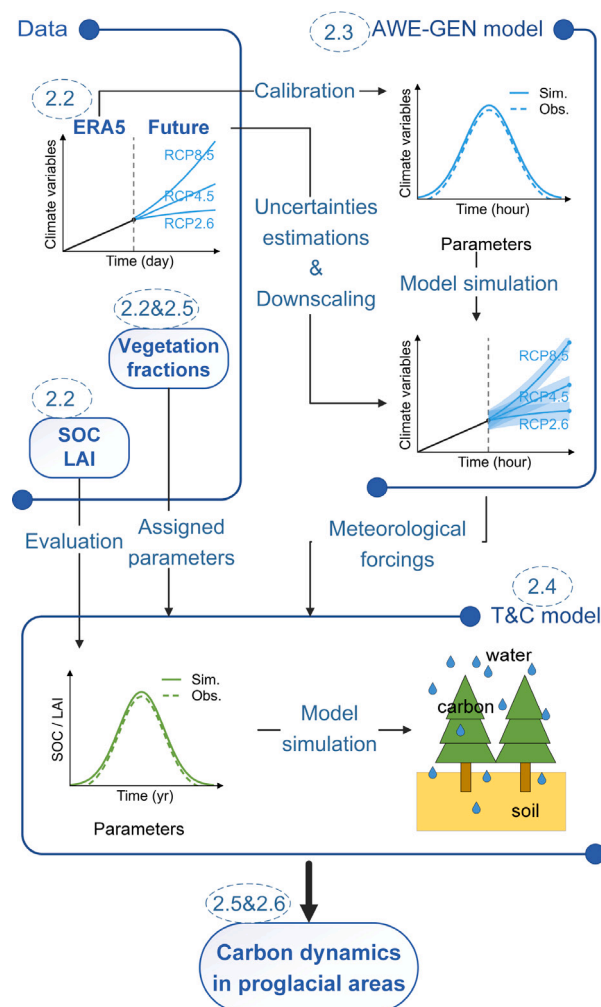 Data
2.3
AWE-GEN model
2.2
ERA5
Future
Calibration
Climate variables
RCP8.5
RCP4.5
RCP2.6
Time (day)
Sim.
Obs.
Climate variables
Time (hour)
Parameters
Uncertainties
estimations
&
Downscaling
Model simulation
Climate variables
RCP8.5
RCP4.5
RCP2.6
Time (hour)
2.2&2.5
Vegetation
fractions
2.2
SOC
LAI
Evaluation
Assigned
parameters
Meteorological
forcings
2.4
T&C model
Sim.
Obs.
SOC / LAI
Time (yr)
Parameters
Model
simulation
water
carbon
soil
2.5&2.6
Carbon dynamics
in proglacial areas